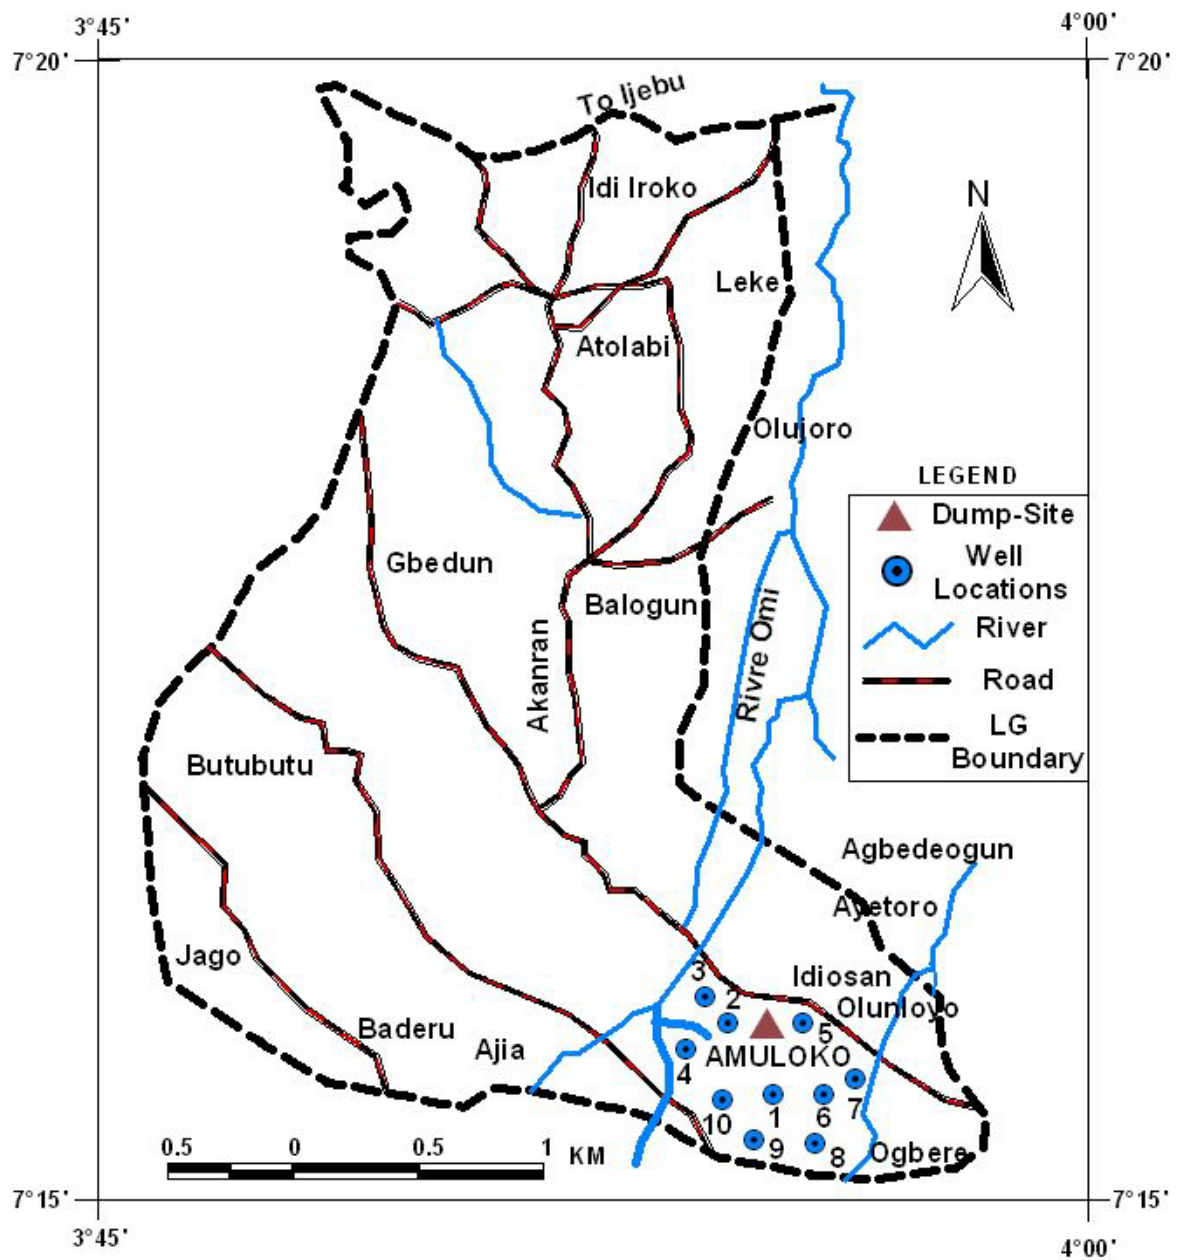 3°45'
4°00'
7°20'
7°20'
To Ijebu
N
Idi Iroko
Leke
Atolabi
Olujoro
LEGEND
Dump-Site
Well
Locations
River
Road
LG
Boundary
Gbedun
Balogun
Akanran
Rivre Omi
Butubutu
Agbedeogun
Ayetoro
Jago
Idiosan
Olunloyo
3
2
5
Baderu
Ajia
AMULOKO
4
7
10
1
6
9
8
Ogbere
0.5
0
0.5
1
KM
7°15'
7°15'
3°45'
4°00'